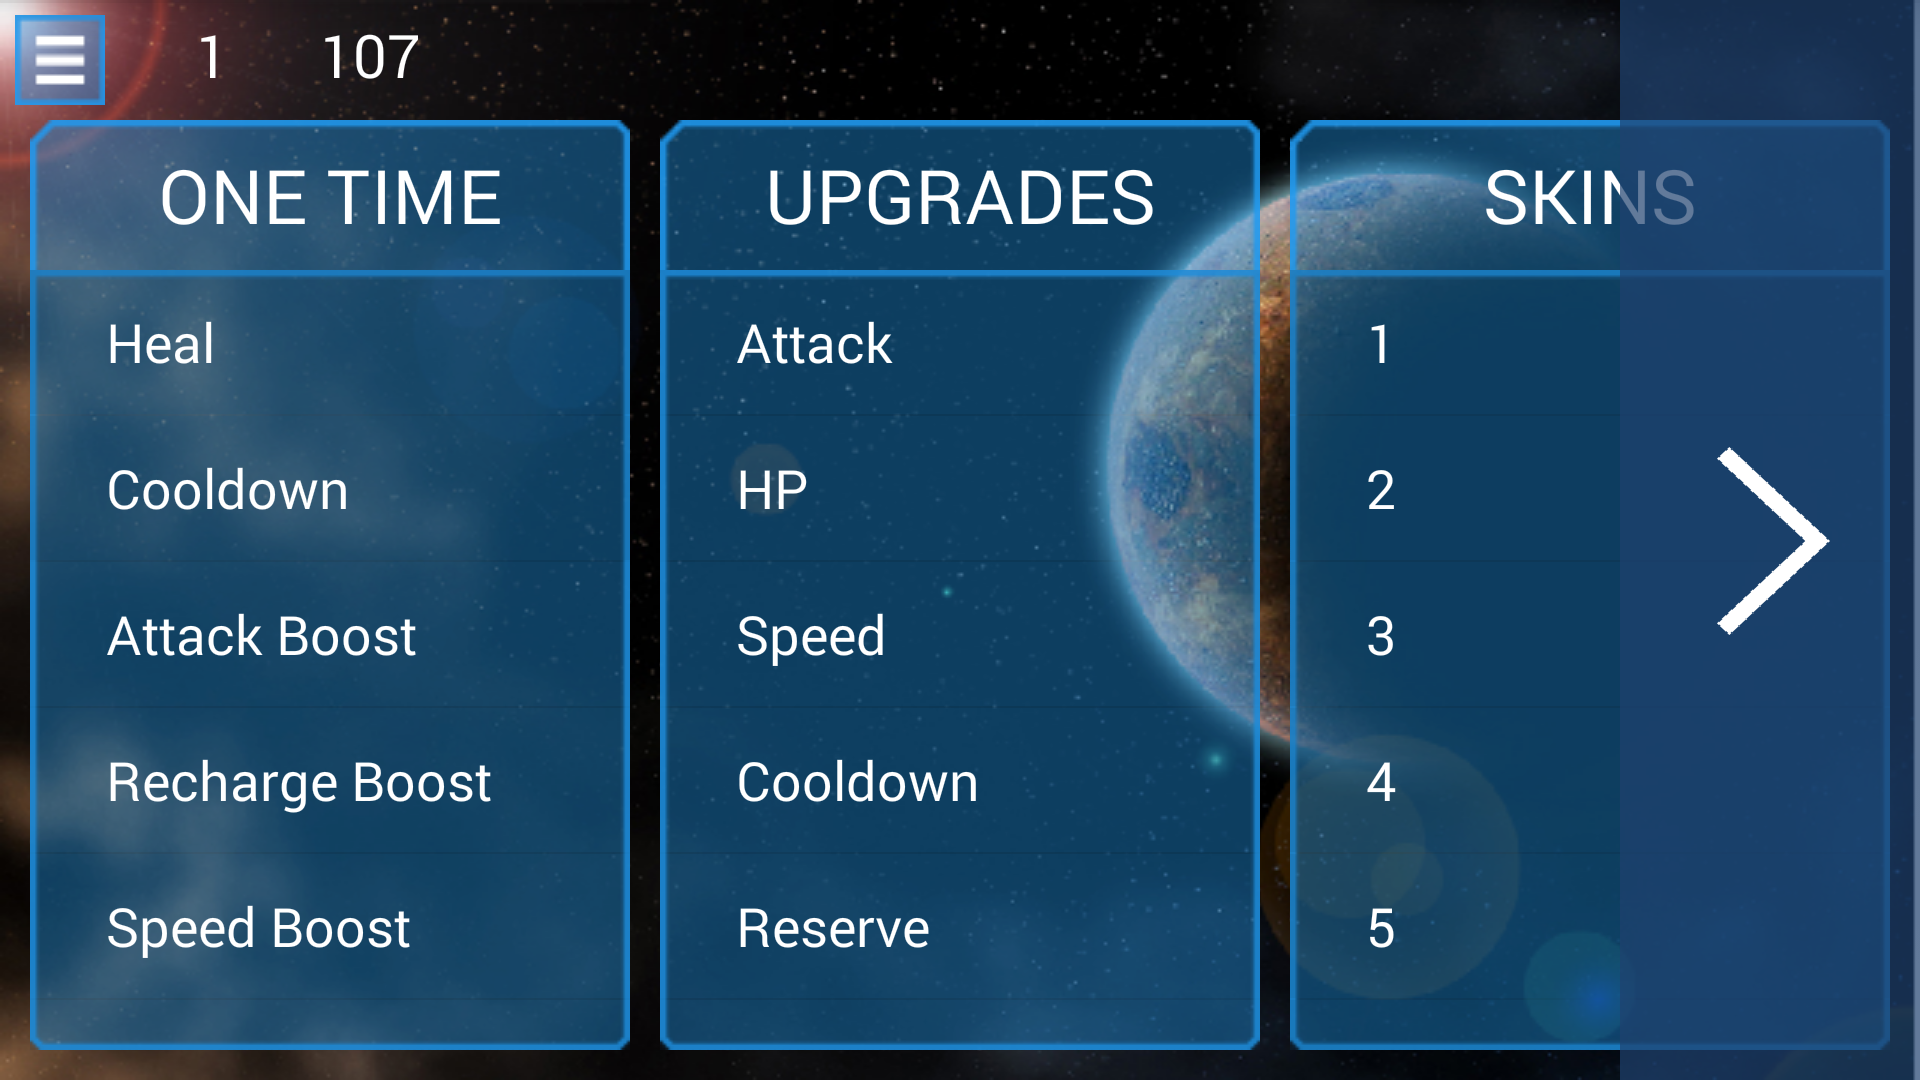 1 107
ONE TIME
Heal
Cooldown
Attack Boost
Recharge Boost
Speed Boost
UPGRADES
Attack
HP
Speed
Cooldown
Reserve
SKINS
1
2
3
4
5